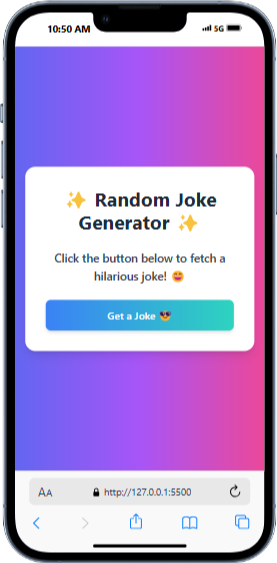 10:50 AM 5G
✨ Random Joke
Generator ✨
Click the button below to fetch a
hilarious joke! 😄
Get a Joke 😎
AA http://127.0.0.1:5500